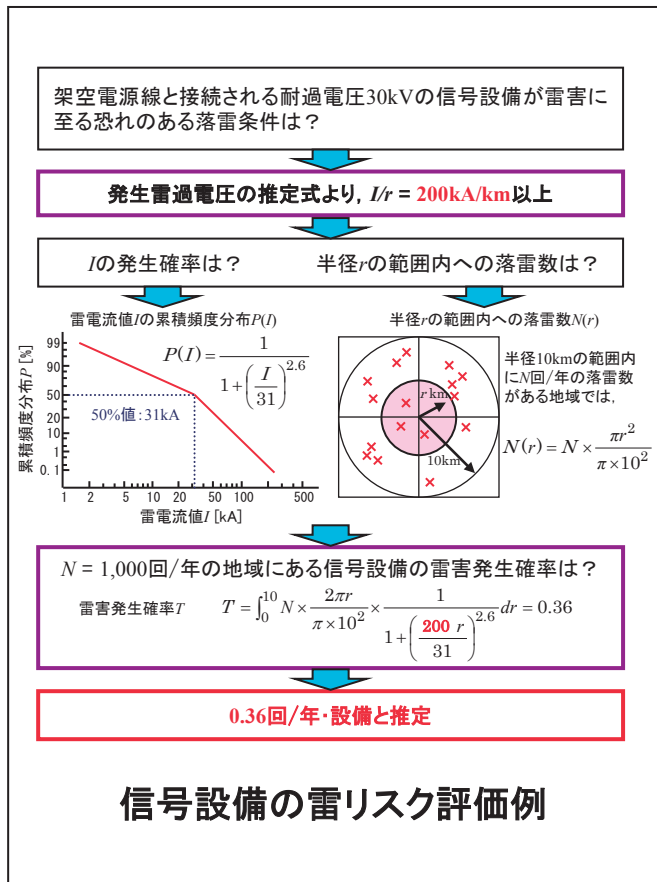 架空電源線と接続される耐過電圧30kVの信号設備が雷害に
至る恐れのある落雷条件は？
発生雷過電圧の推定式より，I/r = 200kA/km以上
Iの発生確率は？
半径rの範囲内への落雷数は？
雷電流値Iの累積頻度分布P(I)
累積頻度分布P [%]
99
90
50
20
10
1
0.1
50%値：31kA
P(I) = 1 / (1 + (I/31)^2.6)
1 2 5 10 20 50 100 500
雷電流値I [kA]
半径rの範囲内への落雷数N(r)
r km
10km
半径10kmの範囲内
にN回/年の落雷数
がある地域では，
N(r) = N × πr² / (π×10²)
N = 1,000回/年の地域にある信号設備の雷害発生確率は？
雷害発生確率T T = ∫₀¹⁰ N × 2πr / (π×10²) × 1 / (1 + (200 r/31)^2.6) dr = 0.36
0.36回/年・設備と推定
信号設備の雷リスク評価例